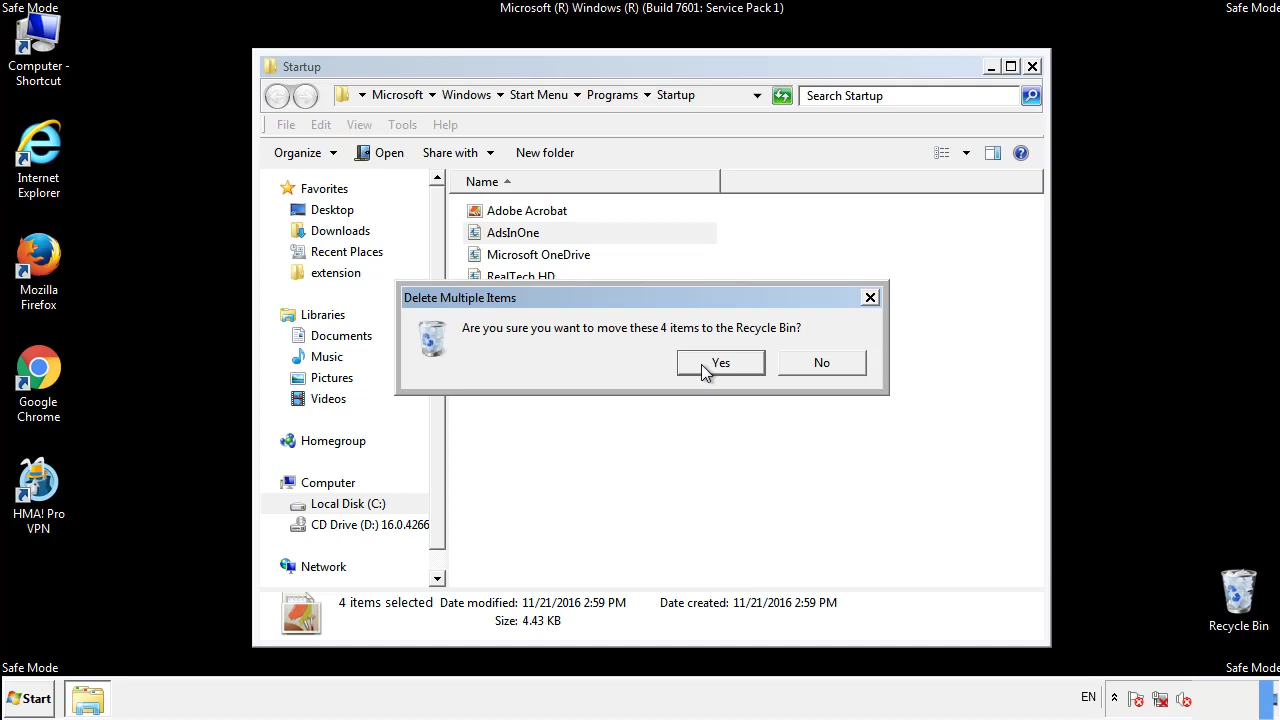 Safe Mode
Microsoft (R) Windows (R) (Build 7601: Service Pack 1)
Safe Mode
Computer -
Shortcut
Internet
Explorer
Mozilla
Firefox
Google
Chrome
HMA! Pro
VPN
Startup
Microsoft Windows Start Menu Programs Startup
Search Startup
File Edit View Tools Help
Organize Open Share with New folder
Favorites
Desktop
Downloads
Recent Places
extension
Libraries
Documents
Music
Pictures
Videos
Homegroup
Computer
Local Disk (C:)
CD Drive (D:) 16.0.4266
Network
Name
Adobe Acrobat
AdsInOne
Microsoft OneDrive
RealTech HD
Delete Multiple Items
Are you sure you want to move these 4 items to the Recycle Bin?
Yes No
4 items selected Date modified: 11/21/2016 2:59 PM Date created: 11/21/2016 2:59 PM
Size: 4.43 KB
Recycle Bin
Safe Mode
Safe Mode
Start
EN